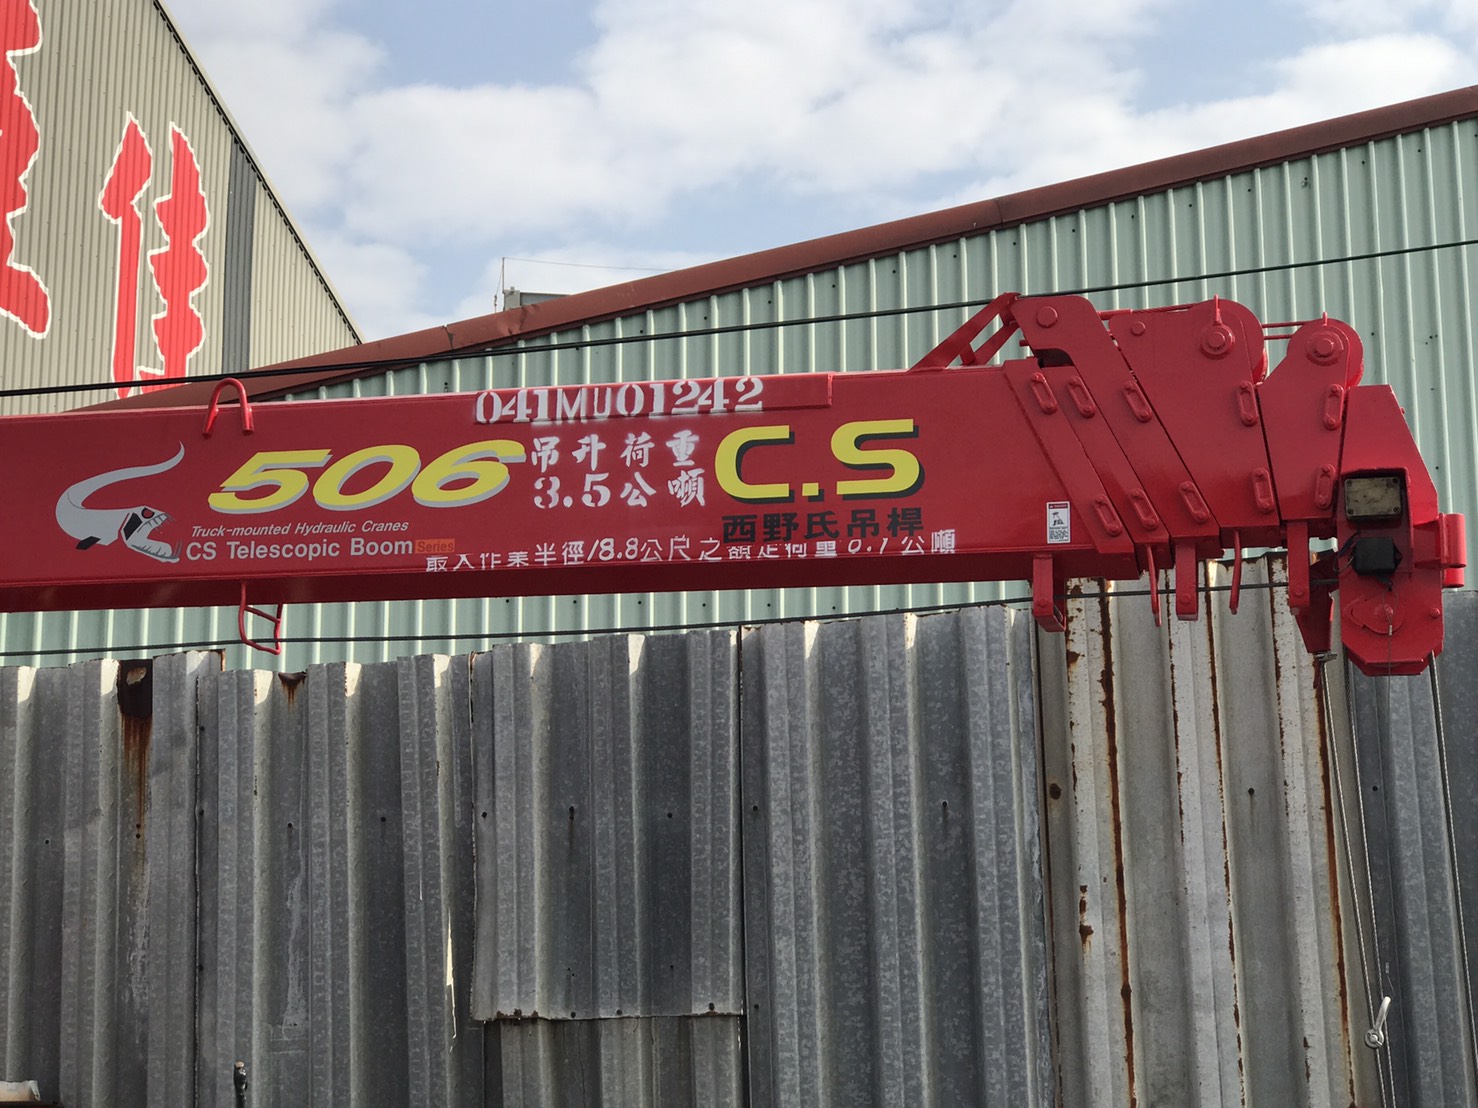 041MU01242
506
吊升荷重
3.5公噸
C.S
西野氏吊桿
Truck-mounted Hydraulic Cranes
CS Telescopic Boom Series
最大作業半徑18.8公尺之額定荷重0.1公噸